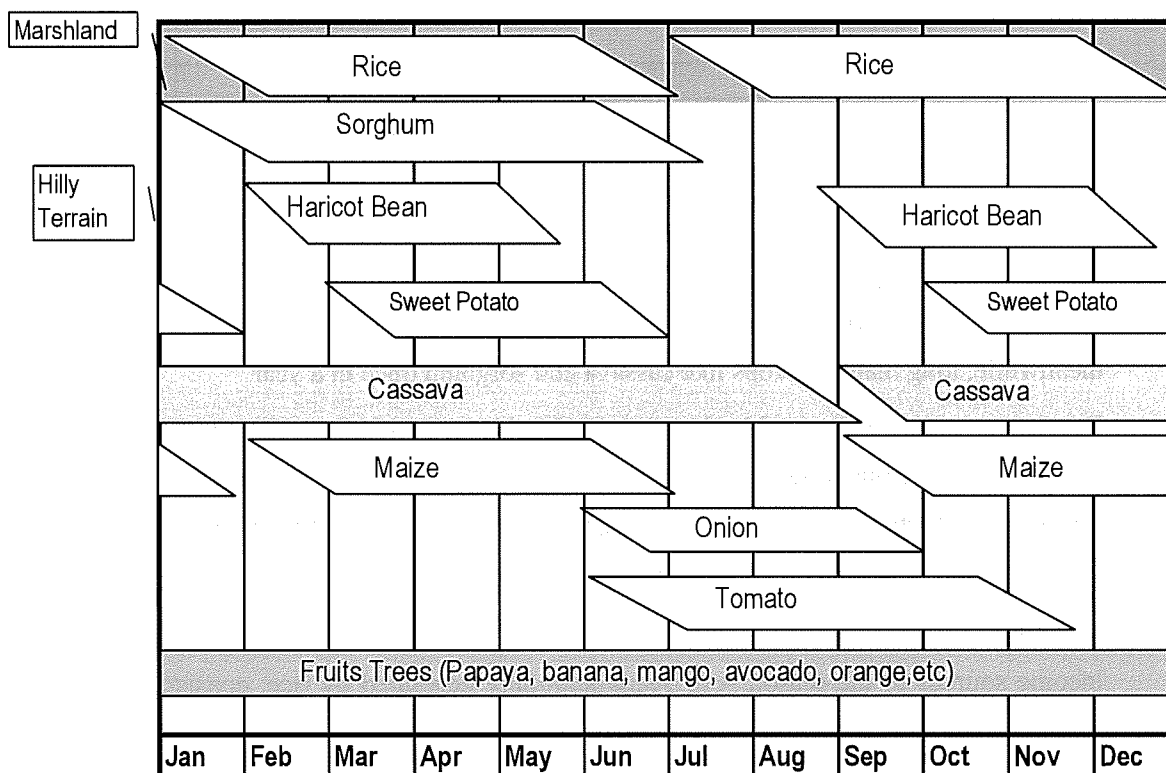 Marshland
Rice
Rice
Sorghum
Hilly
Terrain
Haricot Bean
Haricot Bean
Sweet Potato
Sweet Potato
Cassava
Cassava
Maize
Maize
Onion
Tomato
Fruits Trees (Papaya, banana, mango, avocado, orange,etc)
Jan Feb Mar Apr May Jun Jul Aug Sep Oct Nov Dec